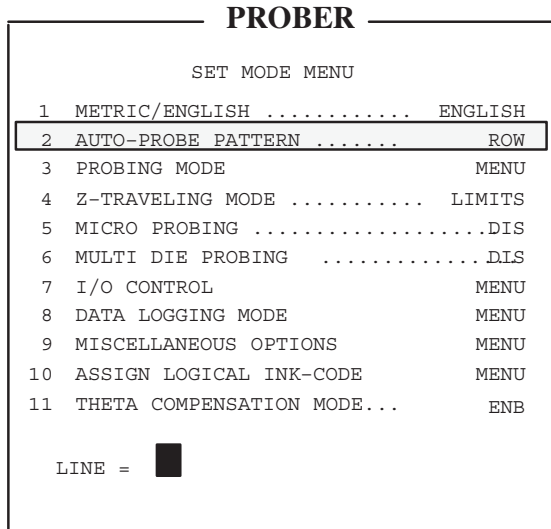 PROBER
SET MODE MENU
1 METRIC/ENGLISH ............ ENGLISH
2 AUTO-PROBE PATTERN ....... ROW
3 PROBING MODE MENU
4 Z-TRAVELING MODE ........... LIMITS
5 MICRO PROBING ......................DIS
6 MULTI DIE PROBING ................DIS
7 I/O CONTROL MENU
8 DATA LOGGING MODE MENU
9 MISCELLANEOUS OPTIONS MENU
10 ASSIGN LOGICAL INK-CODE MENU
11 THETA COMPENSATION MODE... ENB
LINE =